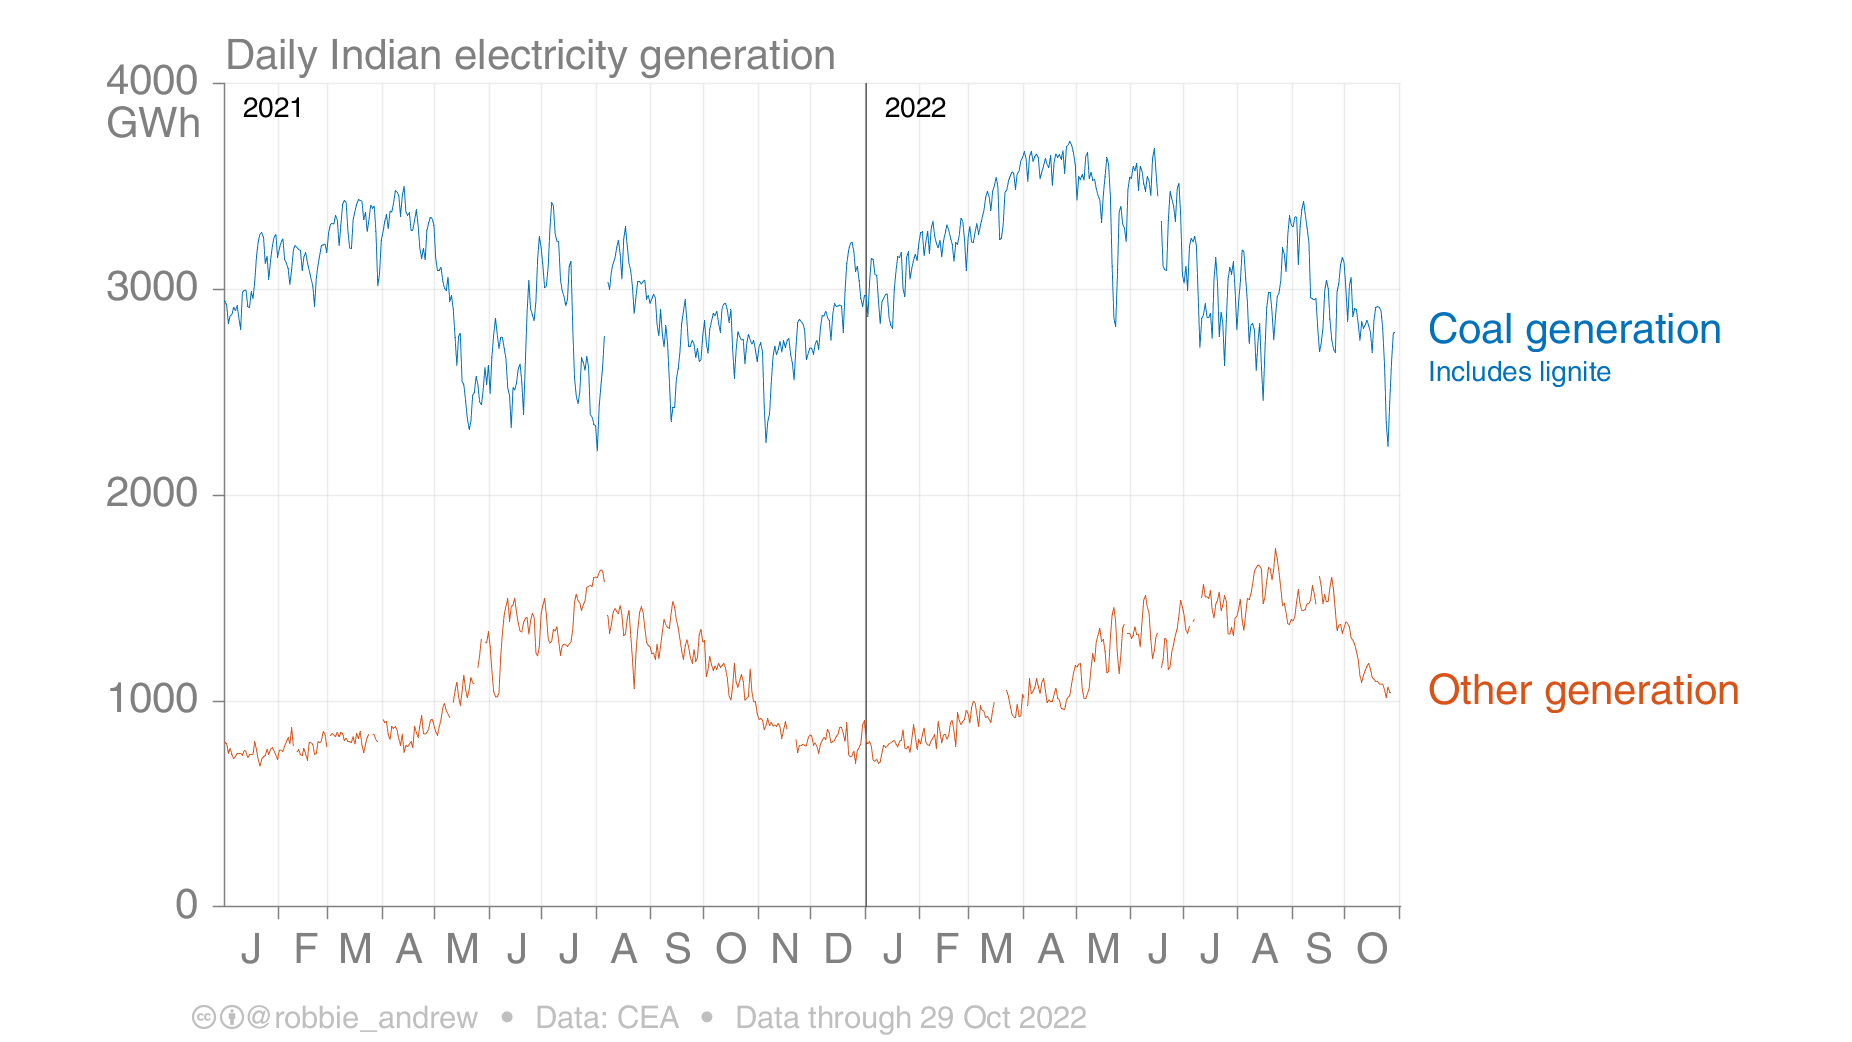 Daily Indian electricity generation
4000
GWh
2021
2022
3000
2000
1000
0
Coal generation
Includes lignite
Other generation
J F M A M J J A S O N D J F M A M J J A S O
@robbie_andrew • Data: CEA • Data through 29 Oct 2022